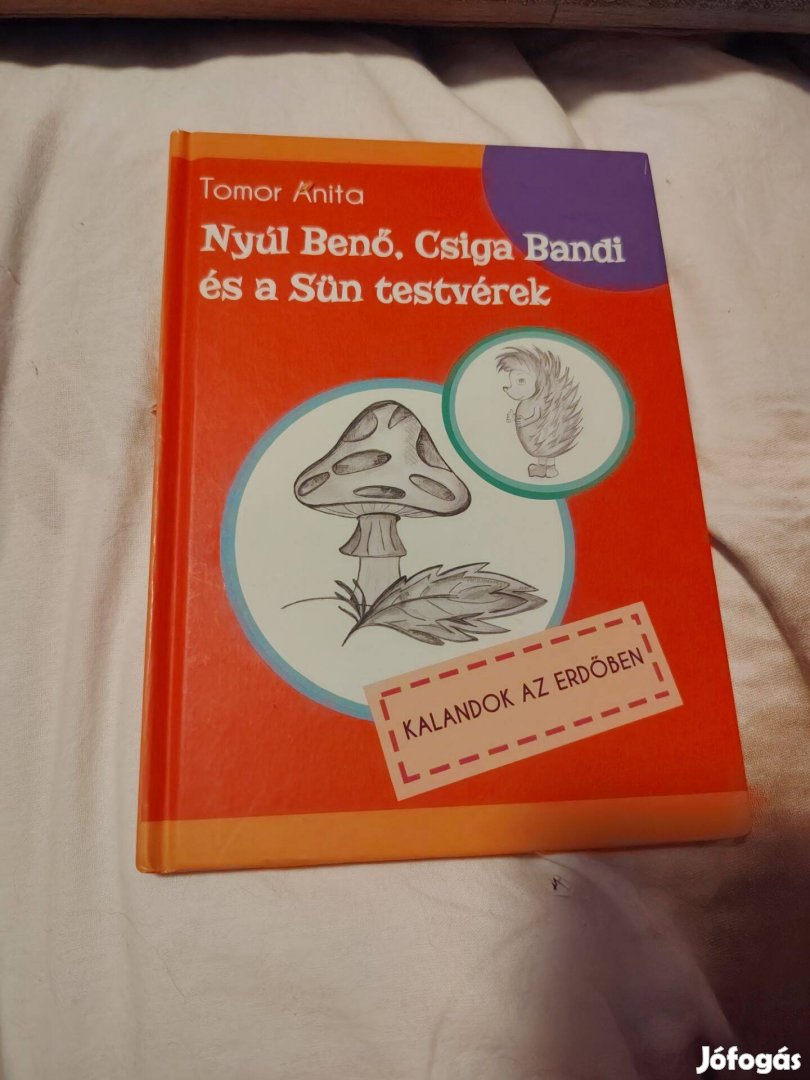 Tomor Anita
Nyúl Benő, Csiga Bandi
és a Sün testvérek
KALANDOK AZ ERDŐBEN
Jófogás